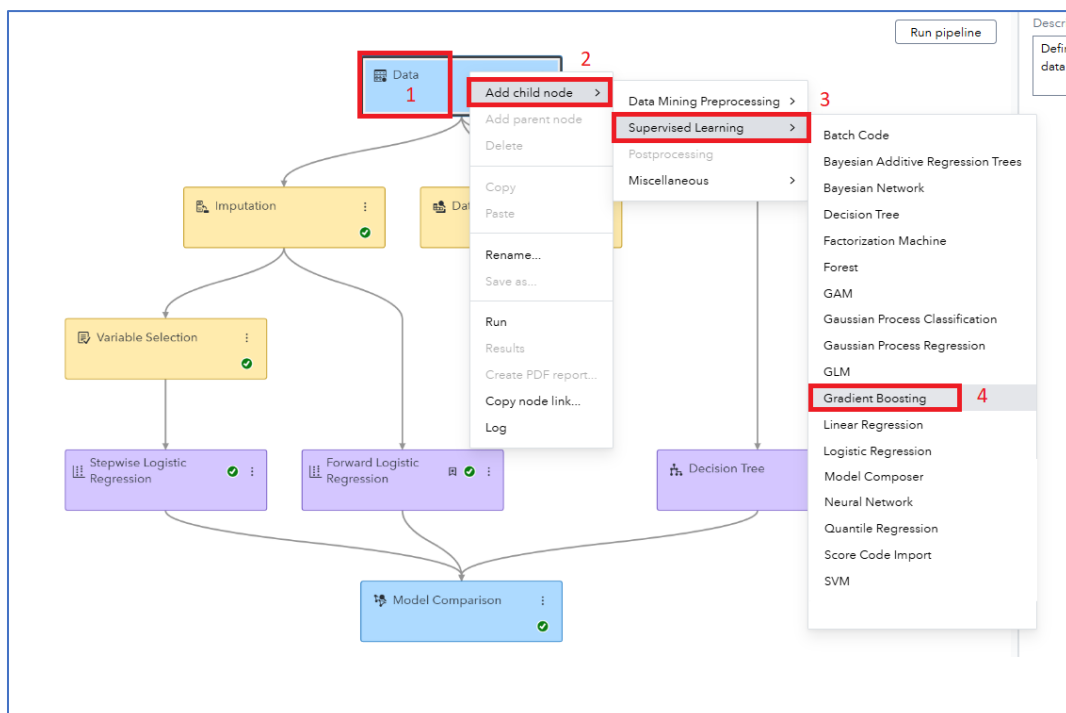 Run pipeline
Descr
Defin
data
Data
1
2
Add child node >
Add parent node
Delete
Copy
Paste
Rename...
Save as...
Run
Results
Create PDF report...
Copy node link...
Log
Data Mining Preprocessing >
3
Supervised Learning >
Postprocessing
Miscellaneous >
Batch Code
Bayesian Additive Regression Trees
Bayesian Network
Decision Tree
Factorization Machine
Forest
GAM
Gaussian Process Classification
Gaussian Process Regression
GLM
Gradient Boosting
4
Linear Regression
Logistic Regression
Model Composer
Neural Network
Quantile Regression
Score Code Import
SVM
Imputation
Dat
Variable Selection
Stepwise Logistic
Regression
Forward Logistic
Regression
Decision Tree
Model Comparison